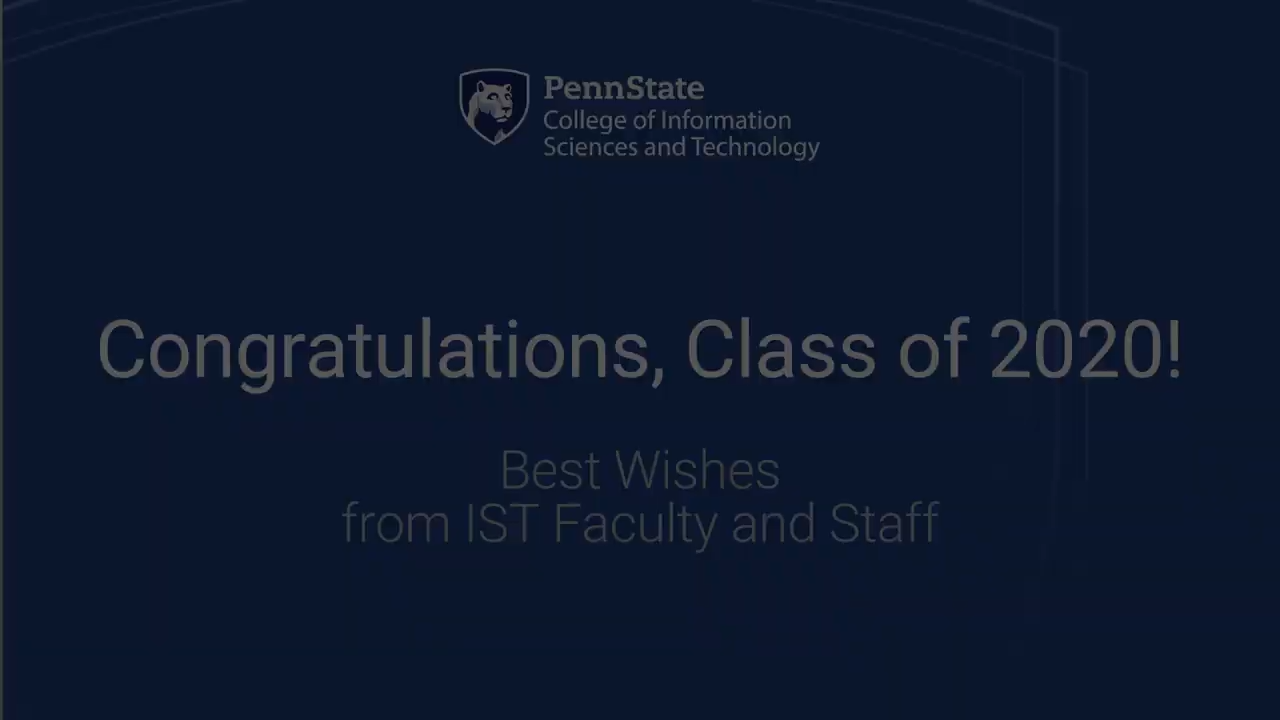 PennState
College of Information
Sciences and Technology
Congratulations, Class of 2020!
Best Wishes
from IST Faculty and Staff